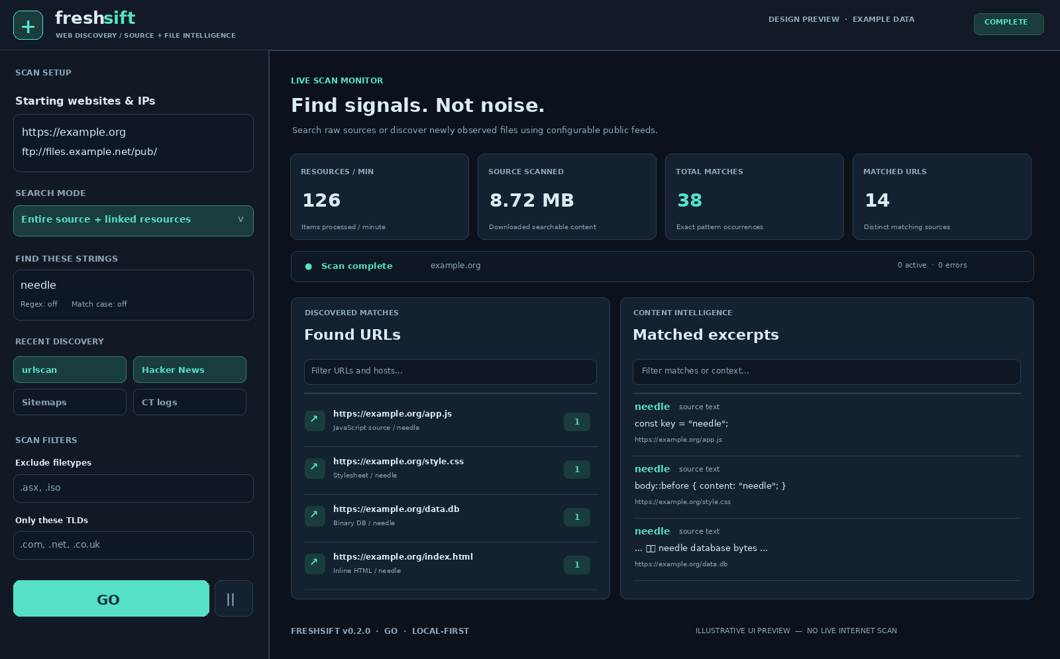 +
freshsift
WEB DISCOVERY / SOURCE + FILE INTELLIGENCE
DESIGN PREVIEW · EXAMPLE DATA
COMPLETE
SCAN SETUP
Starting websites & IPs
https://example.org
ftp://files.example.net/pub/
SEARCH MODE
Entire source + linked resources
v
FIND THESE STRINGS
needle
Regex: off Match case: off
RECENT DISCOVERY
urlscan
Hacker News
Sitemaps
CT logs
SCAN FILTERS
Exclude filetypes
.asx, .iso
Only these TLDs
.com, .net, .co.uk
GO
||
LIVE SCAN MONITOR
Find signals. Not noise.
Search raw sources or discover newly observed files using configurable public feeds.
RESOURCES / MIN
126
Items processed / minute
SOURCE SCANNED
8.72 MB
Downloaded searchable content
TOTAL MATCHES
38
Exact pattern occurrences
MATCHED URLS
14
Distinct matching sources
● Scan complete example.org 0 active · 0 errors
DISCOVERED MATCHES
Found URLs
Filter URLs and hosts...
↗ https://example.org/app.js 1
JavaScript source / needle
↗ https://example.org/style.css 1
Stylesheet / needle
↗ https://example.org/data.db 1
Binary DB / needle
↗ https://example.org/index.html 1
Inline HTML / needle
CONTENT INTELLIGENCE
Matched excerpts
Filter matches or context...
needle source text
const key = "needle";
https://example.org/app.js
needle source text
body::before { content: "needle"; }
https://example.org/style.css
needle source text
... □□ needle database bytes ...
https://example.org/data.db
FRESHSIFT v0.2.0 · GO · LOCAL-FIRST
ILLUSTRATIVE UI PREVIEW — NO LIVE INTERNET SCAN